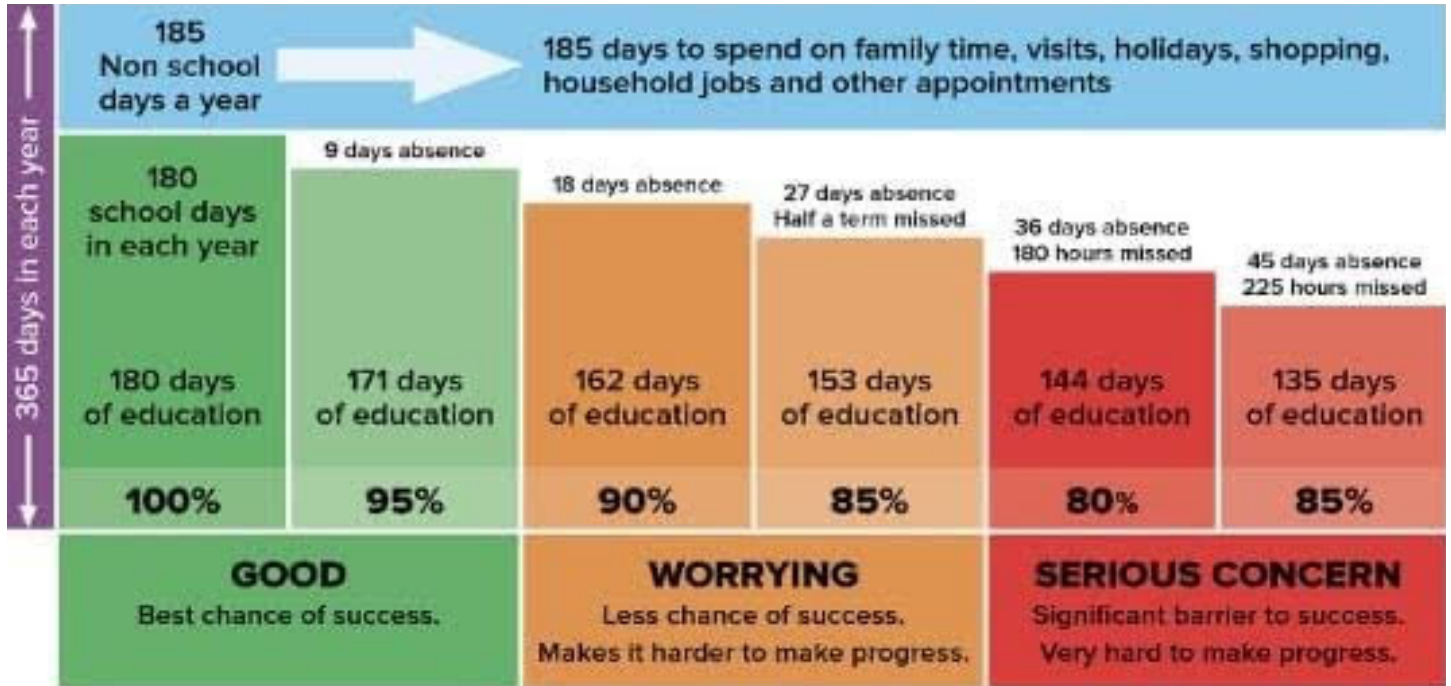 365 days in each year
185
Non school
days a year
185 days to spend on family time, visits, holidays, shopping,
household jobs and other appointments
180
school days
in each year
180 days
of education
100%
9 days absence
171 days
of education
95%
18 days absence
162 days
of education
90%
27 days absence
Half a term missed
153 days
of education
85%
36 days absence
180 hours missed
144 days
of education
80%
45 days absence
225 hours missed
135 days
of education
85%
GOOD
Best chance of success.
WORRYING
Less chance of success.
Makes it harder to make progress.
SERIOUS CONCERN
Significant barrier to success.
Very hard to make progress.